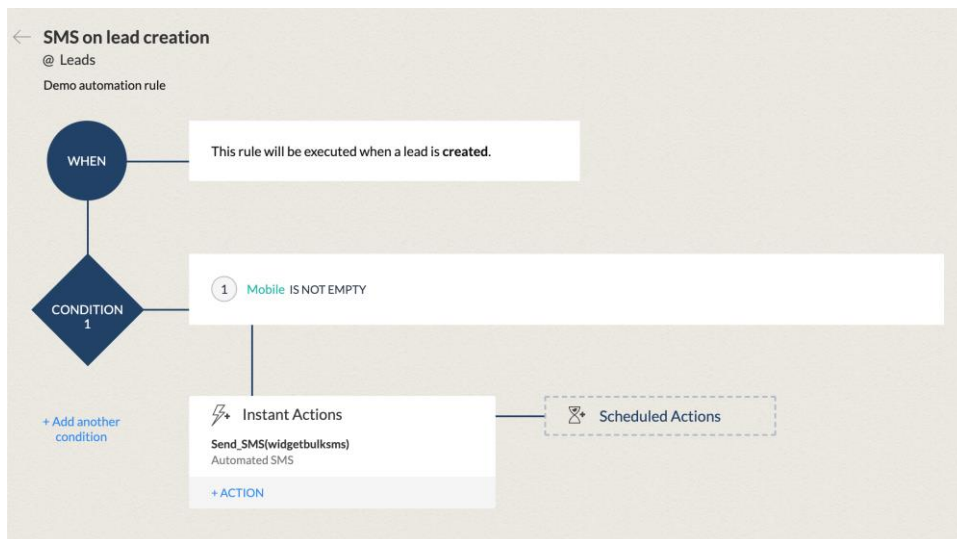 SMS on lead creation
@ Leads
Demo automation rule
WHEN
This rule will be executed when a lead is created.
CONDITION
1
1 Mobile IS NOT EMPTY
+ Add another
condition
Instant Actions
Send_SMS(widgetbulksms)
Automated SMS
+ ACTION
Scheduled Actions